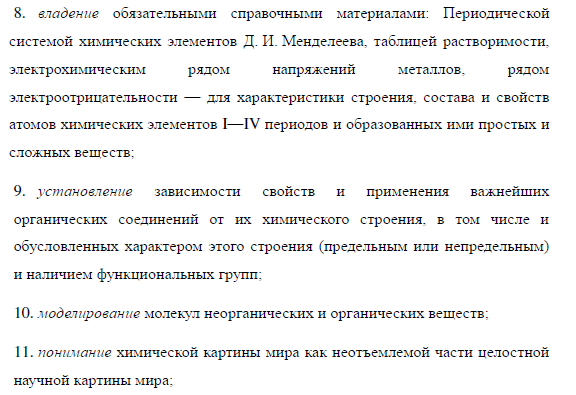 8. владение обязательными справочными материалами: Периодической
системой химических элементов Д. И. Менделеева, таблицей растворимости,
электрохимическим рядом напряжений металлов, рядом
электроотрицательности — для характеристики строения, состава и свойств
атомов химических элементов I—IV периодов и образованных ими простых и
сложных веществ;
9. установление зависимости свойств и применения важнейших
органических соединений от их химического строения, в том числе и
обусловленных характером этого строения (предельным или непредельным)
и наличием функциональных групп;
10. моделирование молекул неорганических и органических веществ;
11. понимание химической картины мира как неотъемлемой части целостной
научной картины мира;